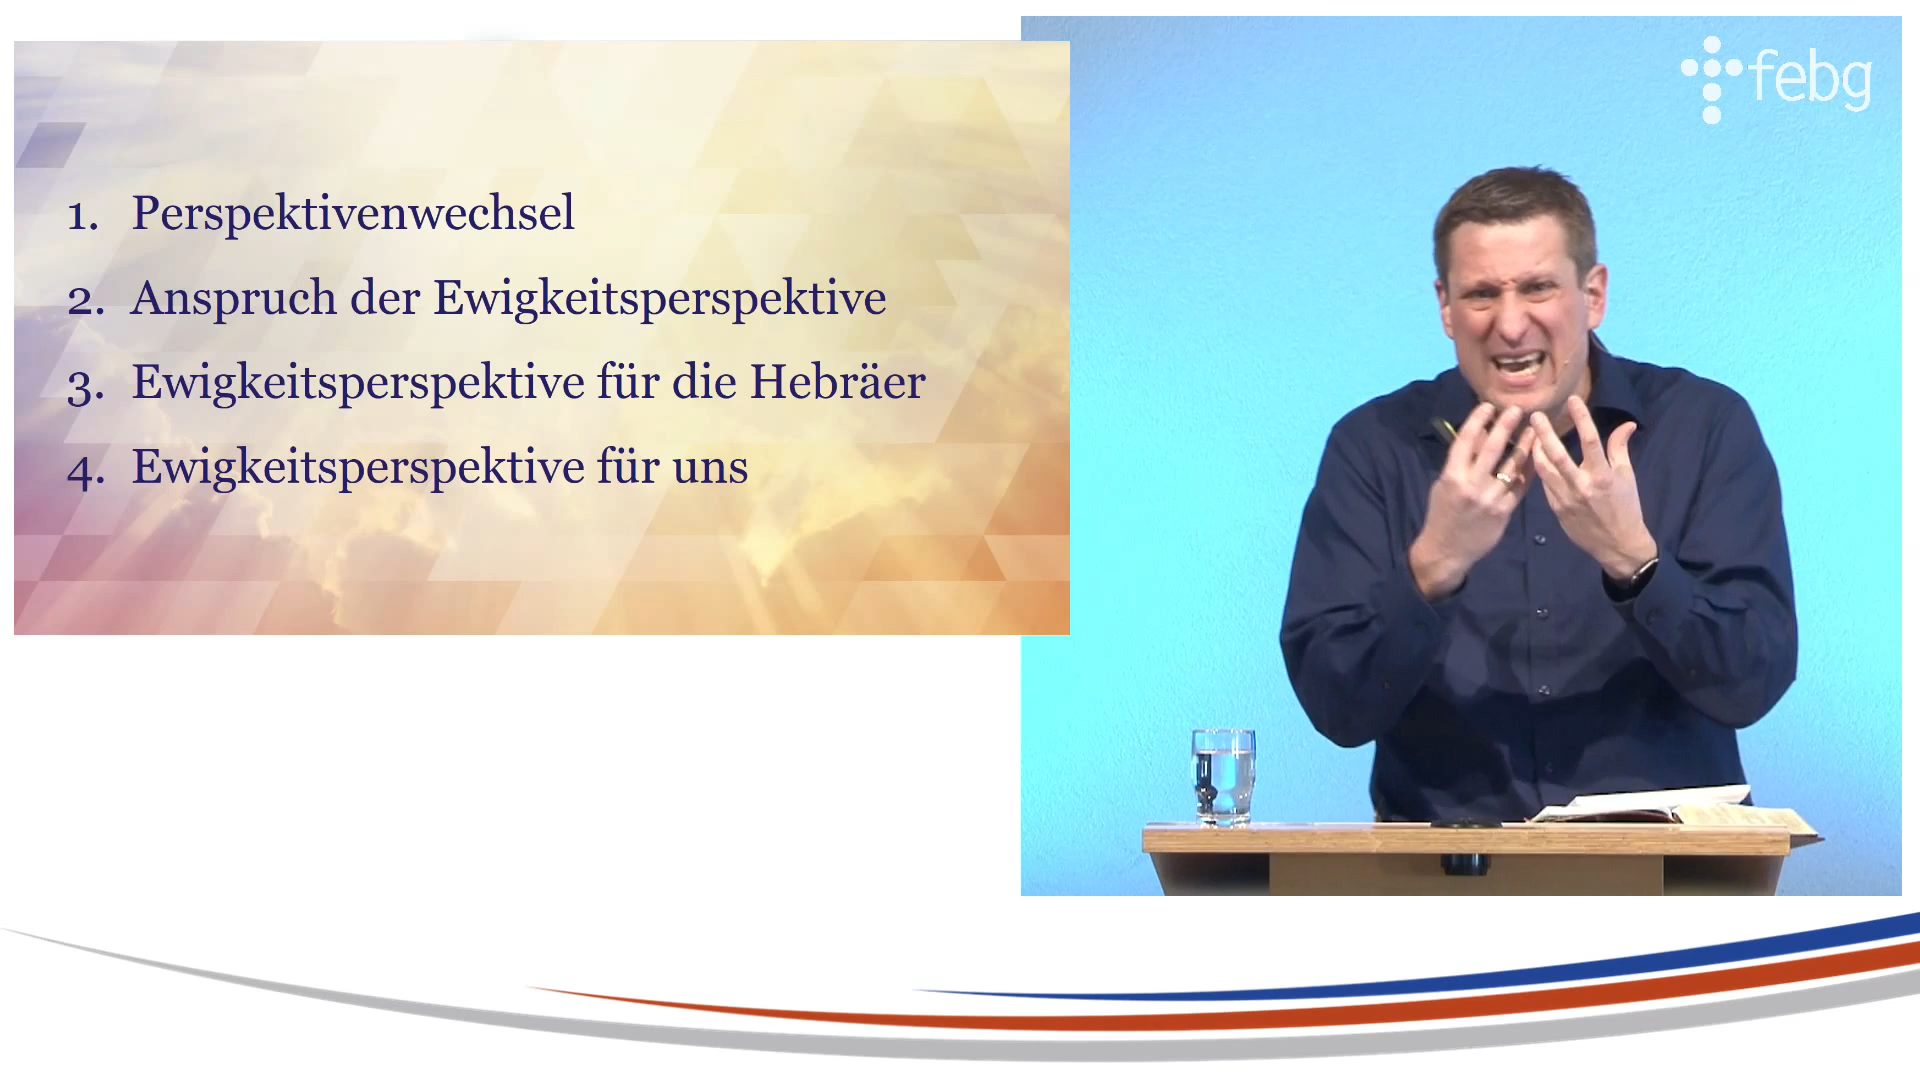 1. Perspektivenwechsel
2. Anspruch der Ewigkeitsperspektive
3. Ewigkeitsperspektive für die Hebräer
4. Ewigkeitsperspektive für uns
febg